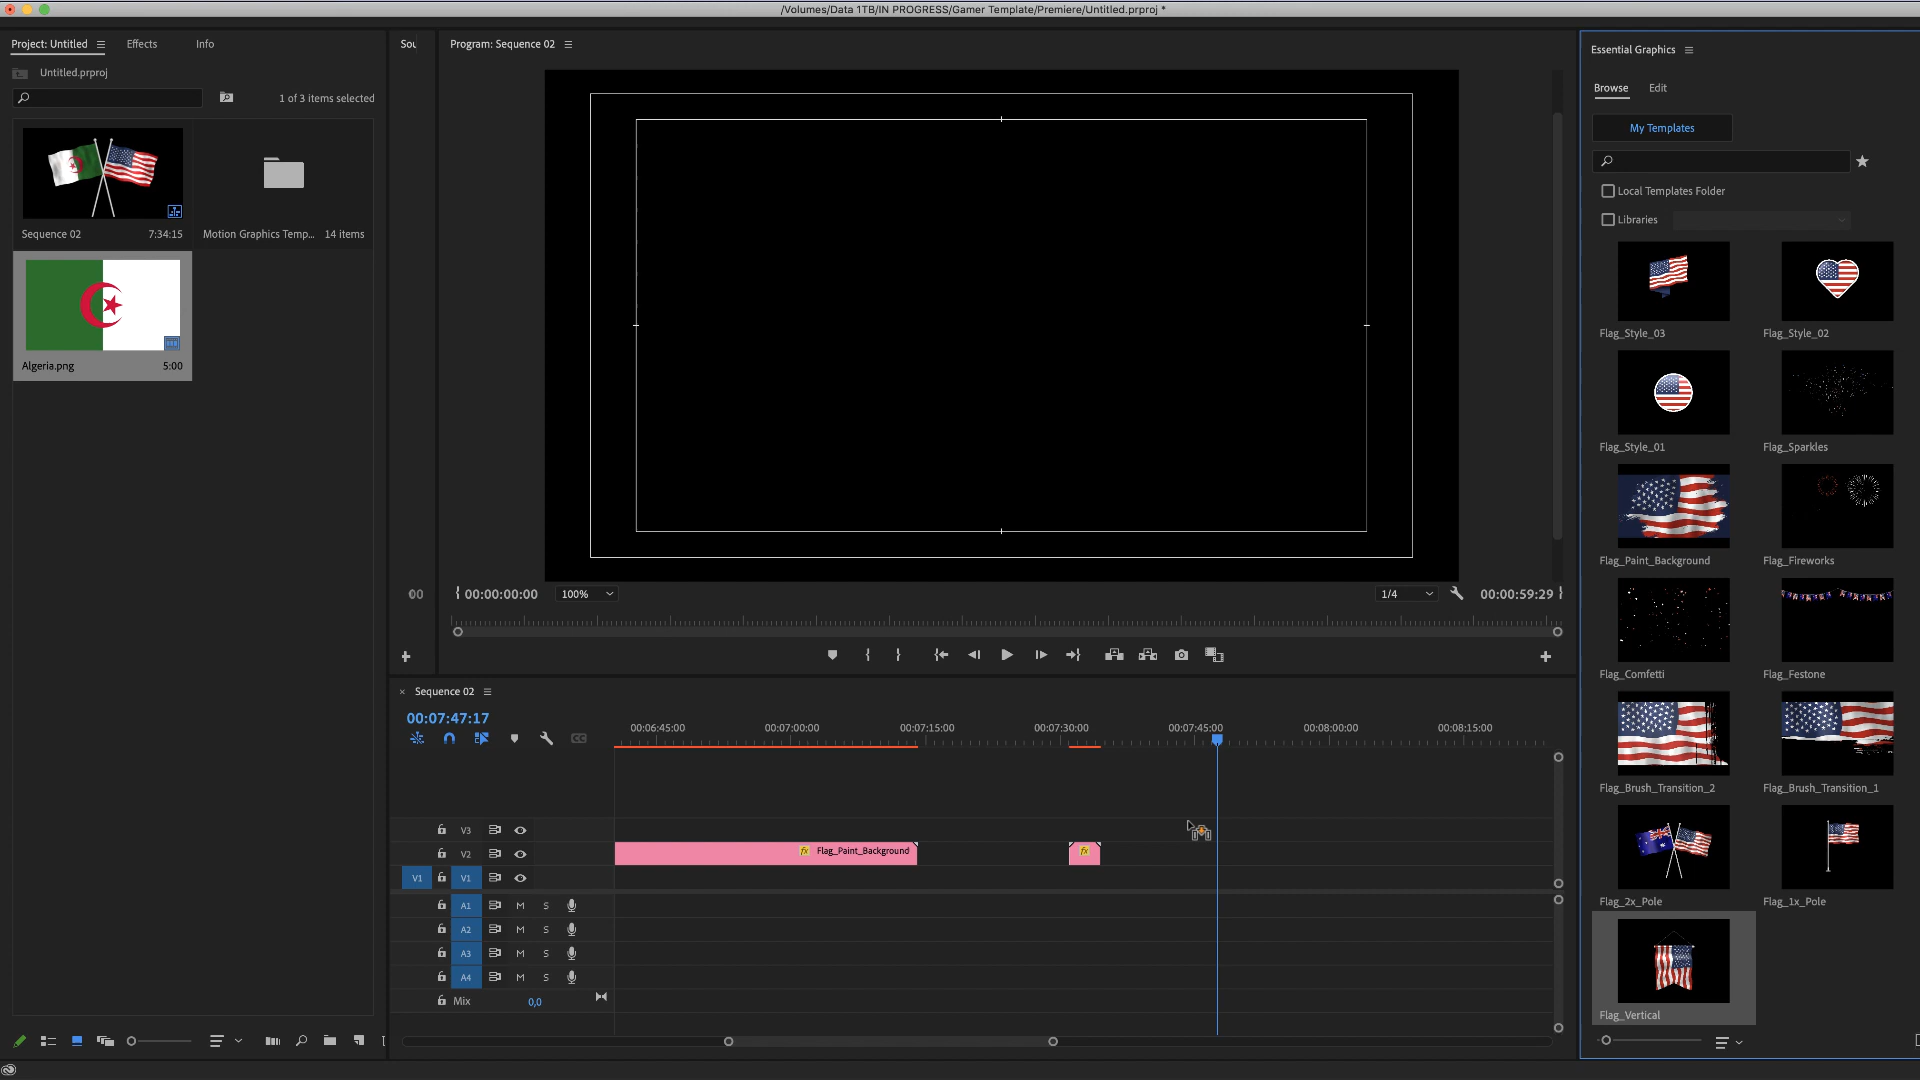 /Volumes/Data 1TB/IN PROGRESS/Gamer Template/Premiere/Untitled.prproj *
Project: Untitled
Effects
Info
Untitled.prproj
1 of 3 items selected
Sequence 02
7:34:15
Motion Graphics Temp...
14 items
Algeria.png
5:00
Sou
Program: Sequence 02
00
00:00:00:00
100%
1/4
00:00:59:29
Sequence 02
00:07:47:17
00:06:45:00
00:07:00:00
00:07:15:00
00:07:30:00
00:07:45:00
00:08:00:00
00:08:15:00
V3
V2
fx Flag_Paint_Background
fx
V1
V1
A1 M S
A2 M S
A3 M S
A4 M S
Mix
0,0
Essential Graphics
Browse
Edit
My Templates
Local Templates Folder
Libraries
Flag_Style_03
Flag_Style_02
Flag_Style_01
Flag_Sparkles
Flag_Paint_Background
Flag_Fireworks
Flag_Comfetti
Flag_Festone
Flag_Brush_Transition_2
Flag_Brush_Transition_1
Flag_2x_Pole
Flag_1x_Pole
Flag_Vertical